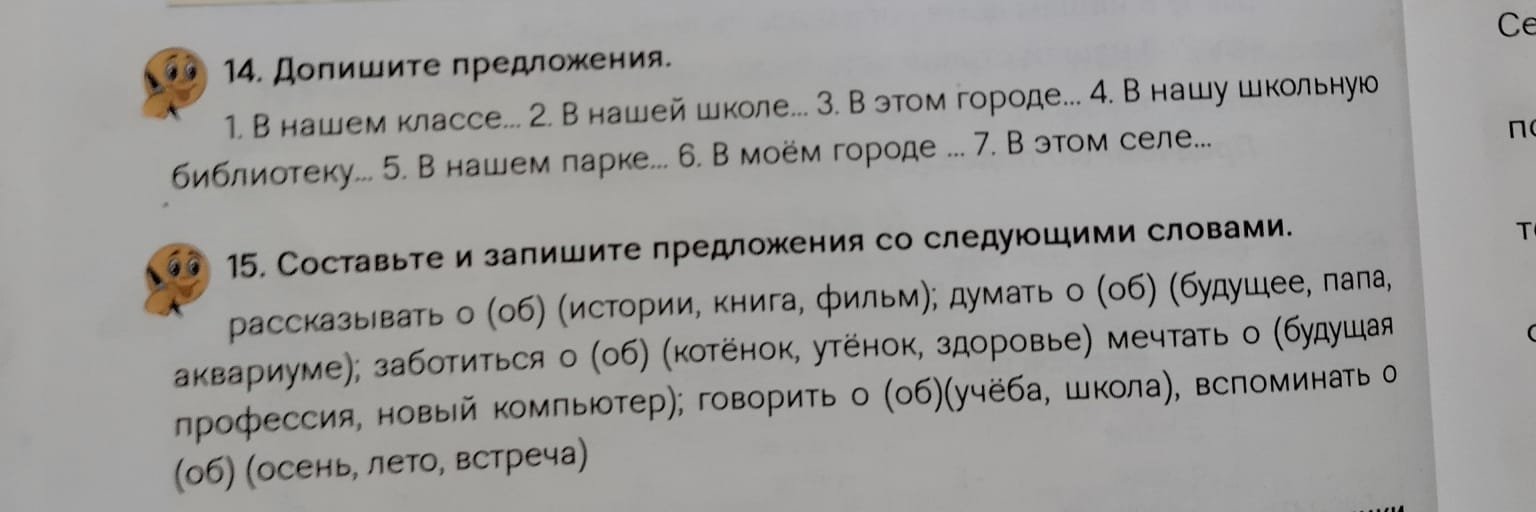 Се
14. Допишите предложения.
1. В нашем классе... 2. В нашей школе... 3. В этом городе... 4. В нашу школьную
библиотеку... 5. В нашем парке... 6. В моём городе ... 7. В этом селе...
15. Составьте и запишите предложения со следующими словами.
рассказывать о (об) (истории, книга, фильм); думать о (об) (будущее, папа,
аквариуме); заботиться о (об) (котёнок, утёнок, здоровье) мечтать о (будущая
профессия, новый компьютер); говорить о (об)(учёба, школа), вспоминать о
(об) (осень, лето, встреча)